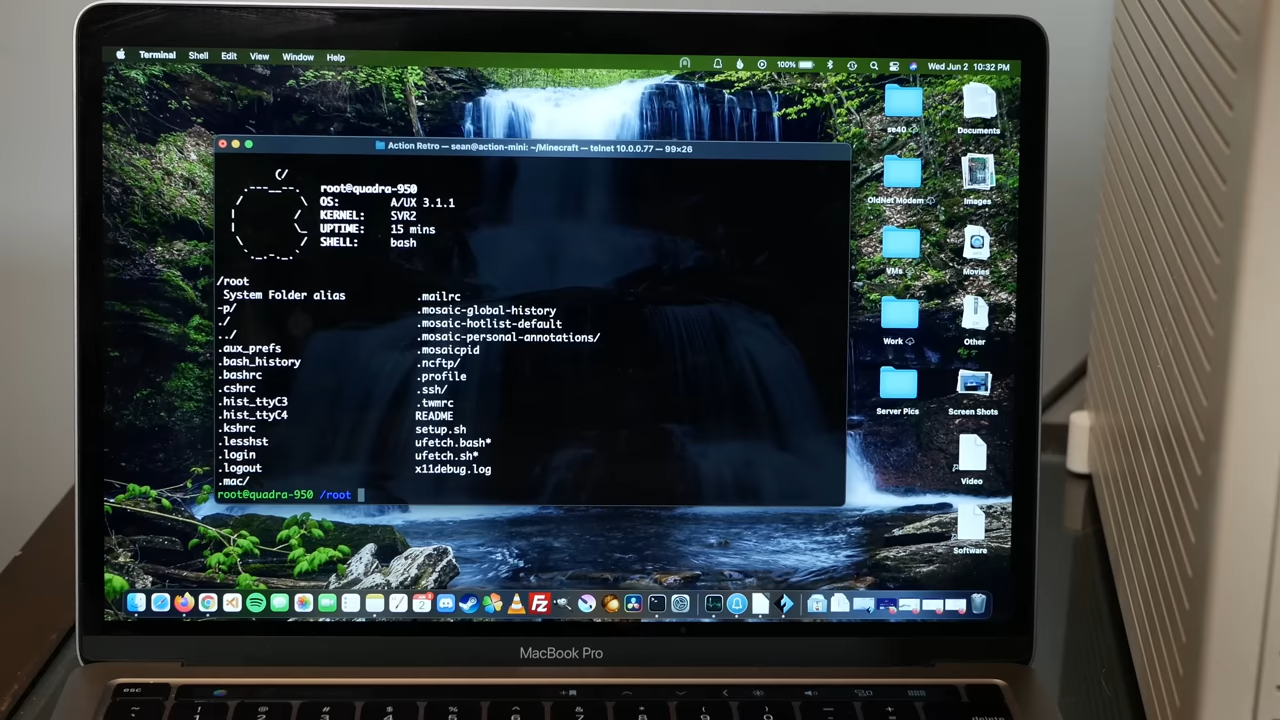 Terminal Shell Edit View Window Help 100% Wed Jun 2 10:32 PM
Action Retro — sean@action-mini: ~/Minecraft — telnet 10.0.0.77 — 99×26
root@quadra-950
OS: A/UX 3.1.1
KERNEL: SVR2
UPTIME: 15 mins
SHELL: bash
/root
System Folder alias .mailrc
-p/ .mosaic-global-history
./ .mosaic-hotlist-default
../ .mosaic-personal-annotations/
.aux_prefs .mosaicpid
.bash_history .ncftp/
.bashrc .profile
.cshrc .ssh/
.hist_ttyC3 .twmrc
.hist_ttyC4 README
.kshrc setup.sh
.lesshst ufetch.bash*
.login ufetch.sh*
.logout x11debug.log
.mac/
root@quadra-950 /root
se40 Documents
OldNet Modem Images
VMs Movies
Work Other
Server Pics Screen Shots
Video
Software
MacBook Pro
esc
delete